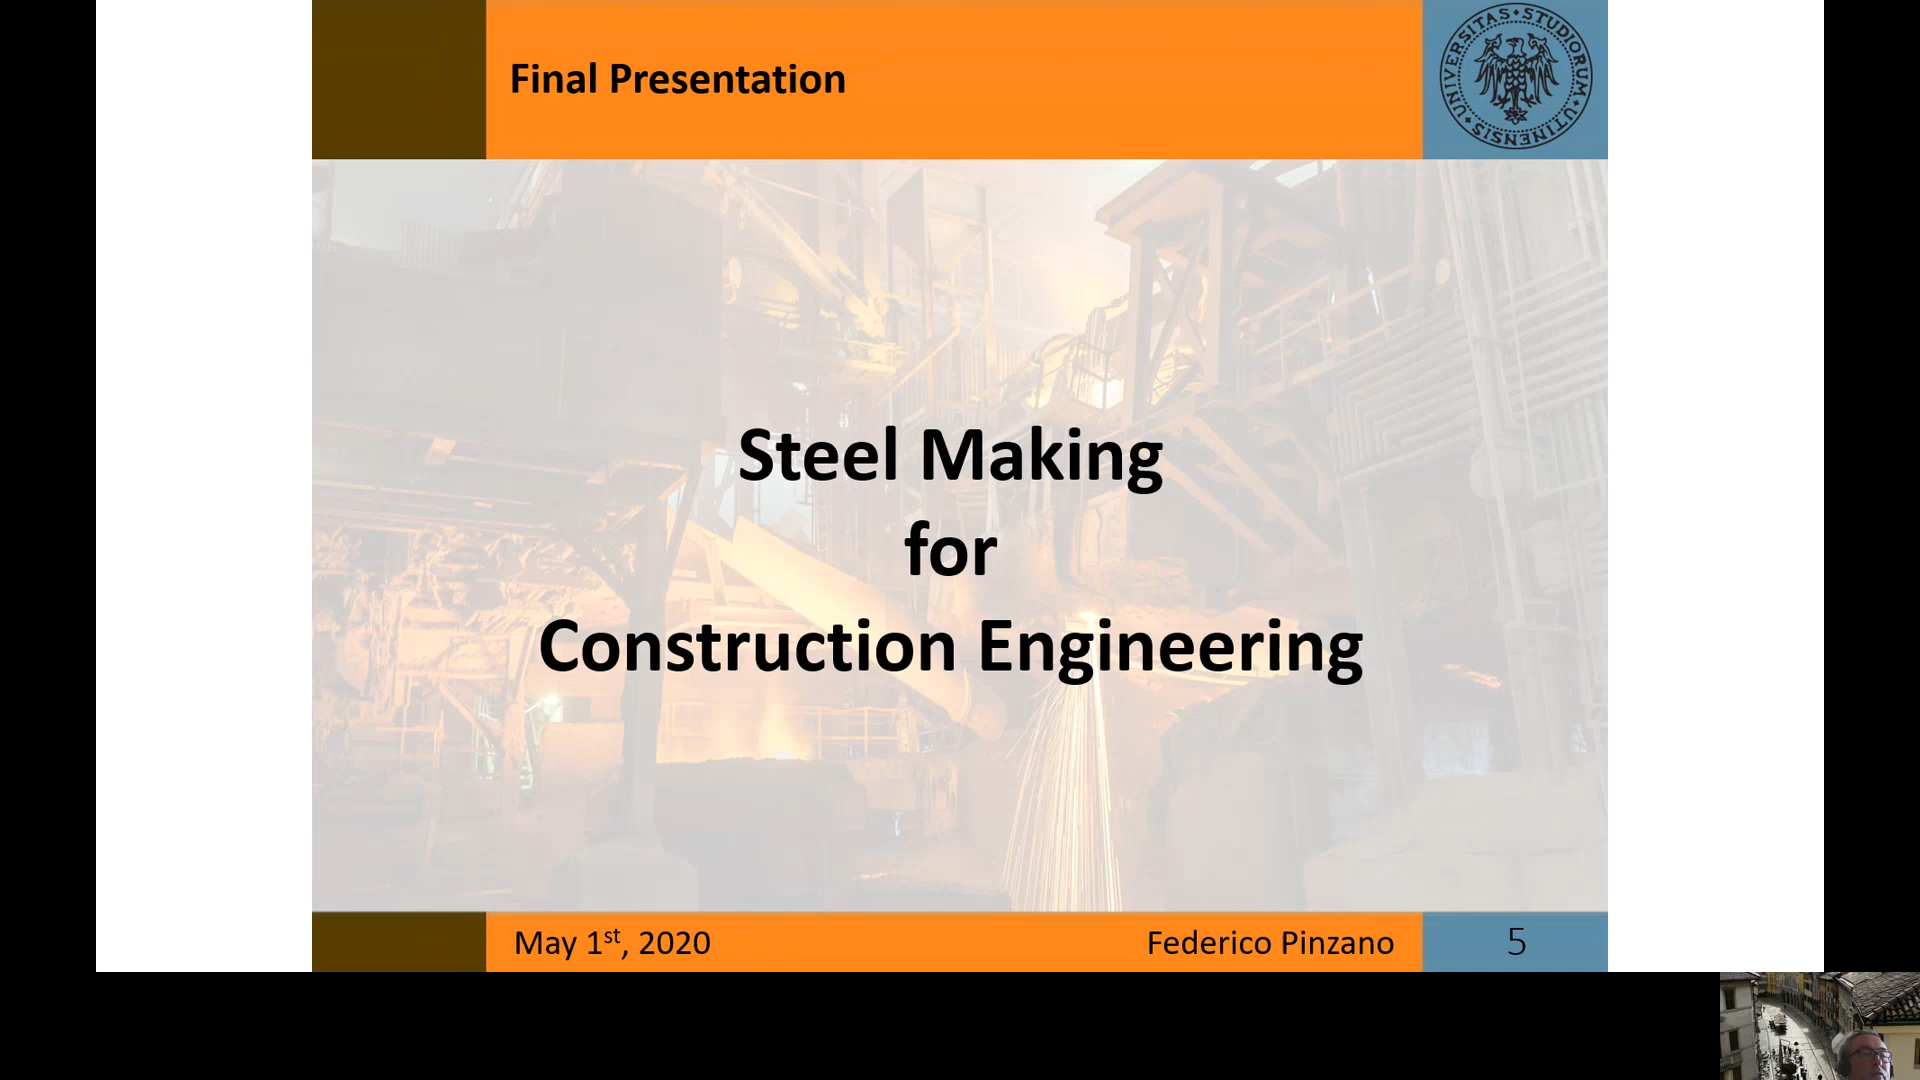 Final Presentation
UNIVERSITAS STUDIORUM UTINENSIS
Steel Making
for
Construction Engineering
May 1st, 2020
Federico Pinzano
5